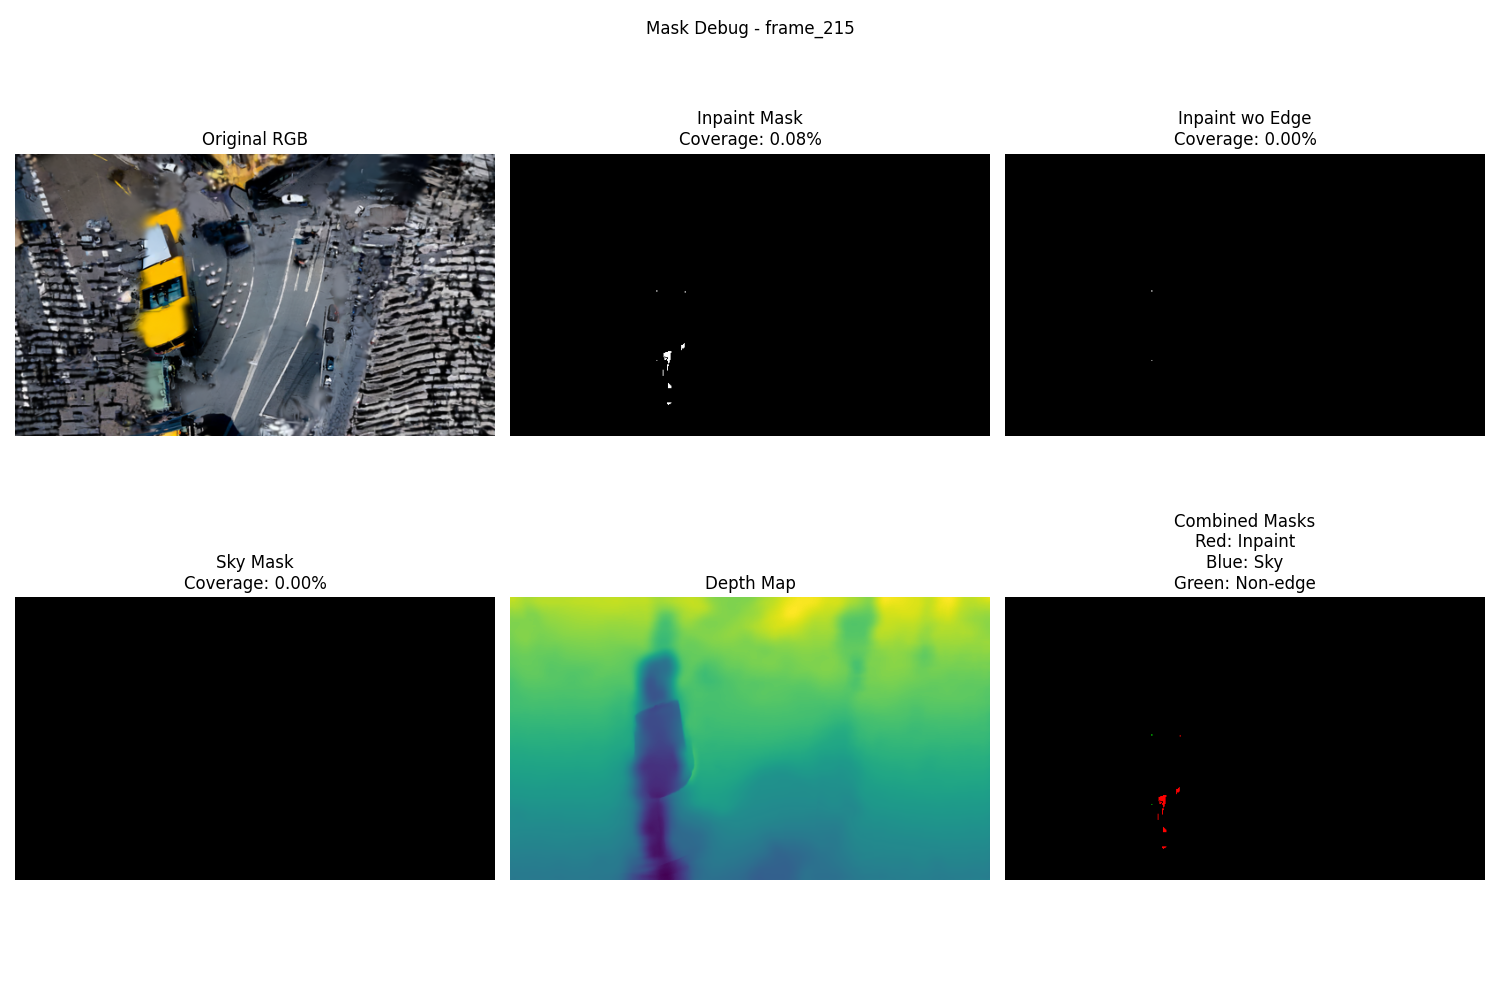 Mask Debug - frame_215
Original RGB
Inpaint Mask
Coverage: 0.08%
Inpaint wo Edge
Coverage: 0.00%
Sky Mask
Coverage: 0.00%
Depth Map
Combined Masks
Red: Inpaint
Blue: Sky
Green: Non-edge